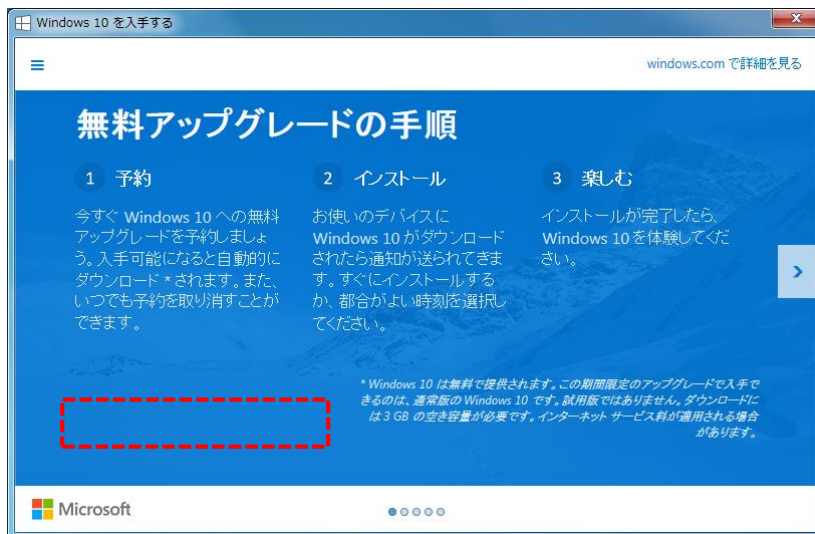 Windows 10 を入手する
windows.com で詳細を見る
無料アップグレードの手順
1 予約
今すぐ Windows 10 への無料
アップグレードを予約しましょ
う。入手可能になると自動的に
ダウンロード * されます。また、
いつでも予約を取り消すことが
できます。
2 インストール
お使いのデバイスに
Windows 10 がダウンロード
されたら通知が送られてきま
す。すぐにインストールする
か、都合がよい時刻を選択し
てください。
3 楽しむ
インストールが完了したら、
Windows 10 を体験してくだ
さい。
* Windows 10 は無料で提供されます。この期間限定のアップグレードで入手で
きるのは、通常版の Windows 10 です。試用版ではありません。ダウンロードに
は 3 GB の空き容量が必要です。インターネット サービス料が適用される場合
があります。
Microsoft